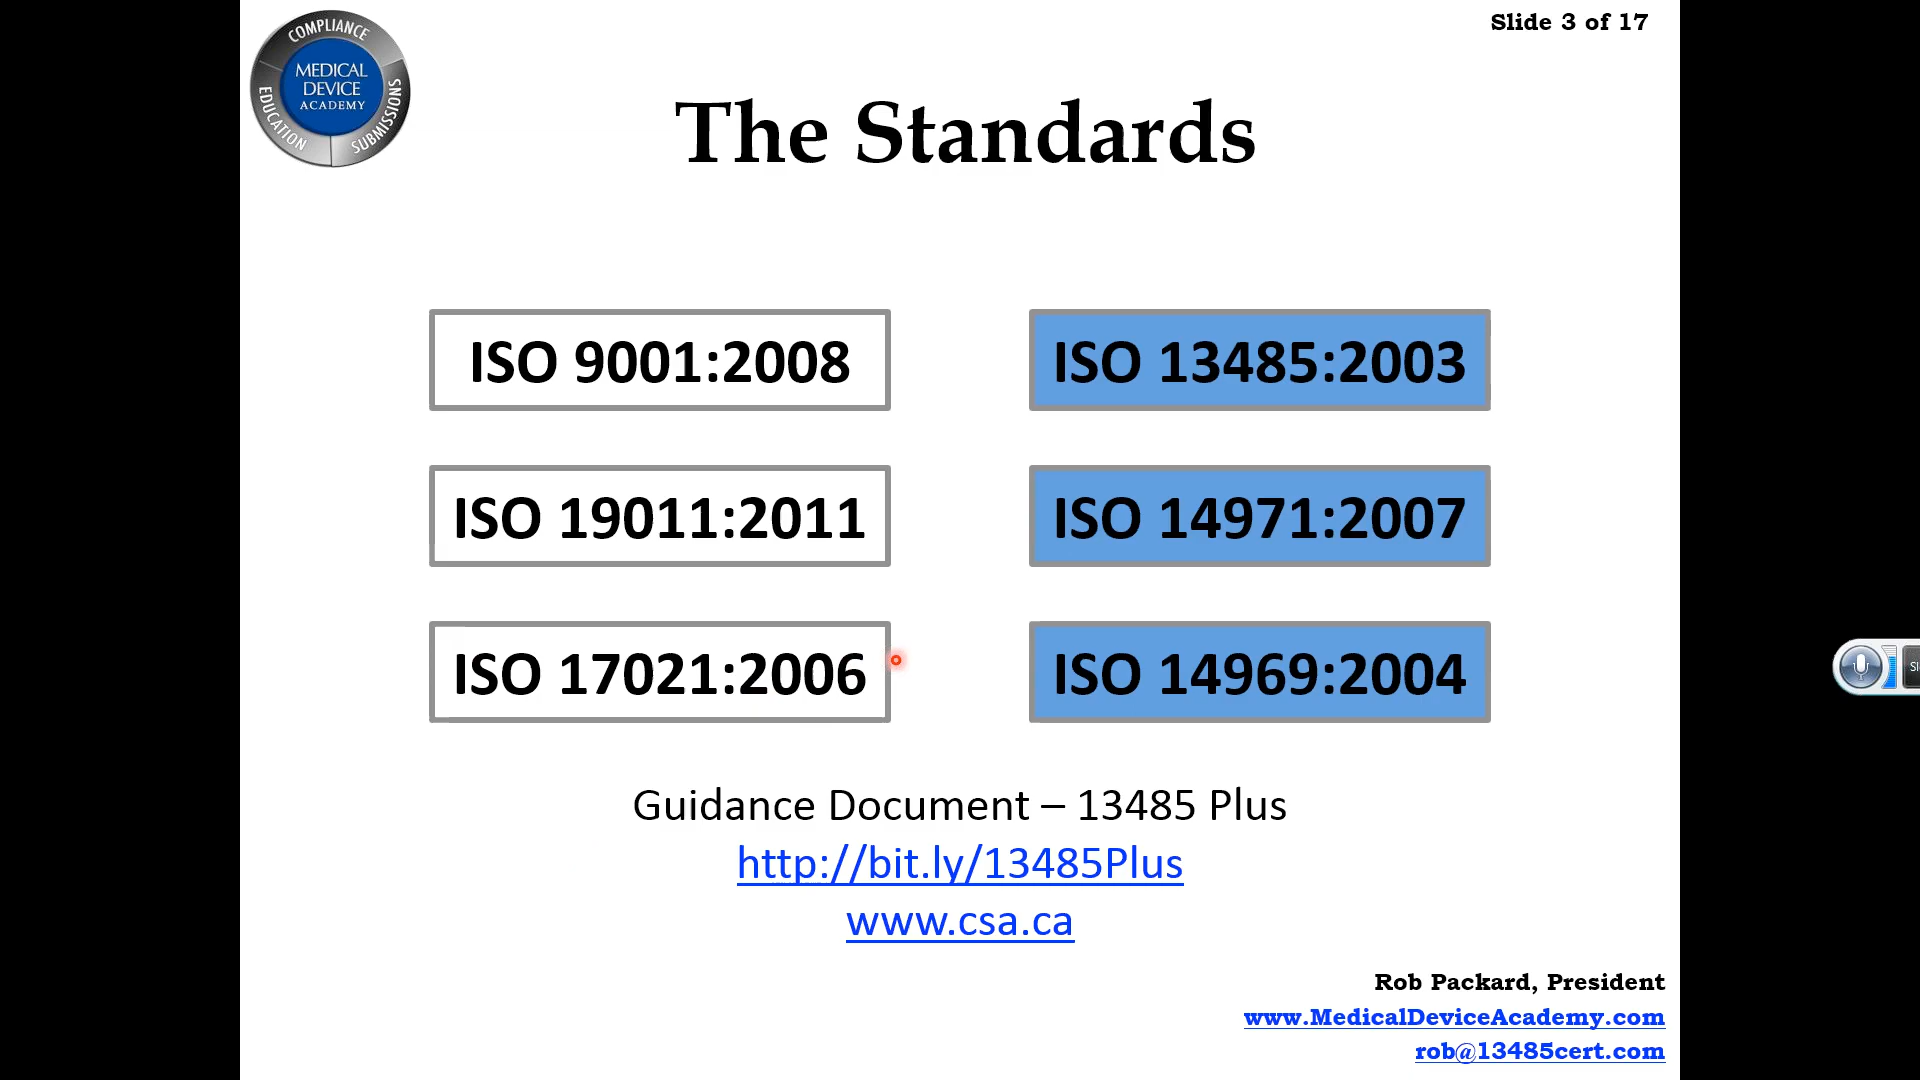 Slide 3 of 17
COMPLIANCE
MEDICAL
DEVICE
ACADEMY
EDUCATION
SUBMISSIONS
The Standards
ISO 9001:2008
ISO 13485:2003
ISO 19011:2011
ISO 14971:2007
ISO 17021:2006
ISO 14969:2004
Guidance Document – 13485 Plus
http://bit.ly/13485Plus
www.csa.ca
Rob Packard, President
www.MedicalDeviceAcademy.com
rob@13485cert.com